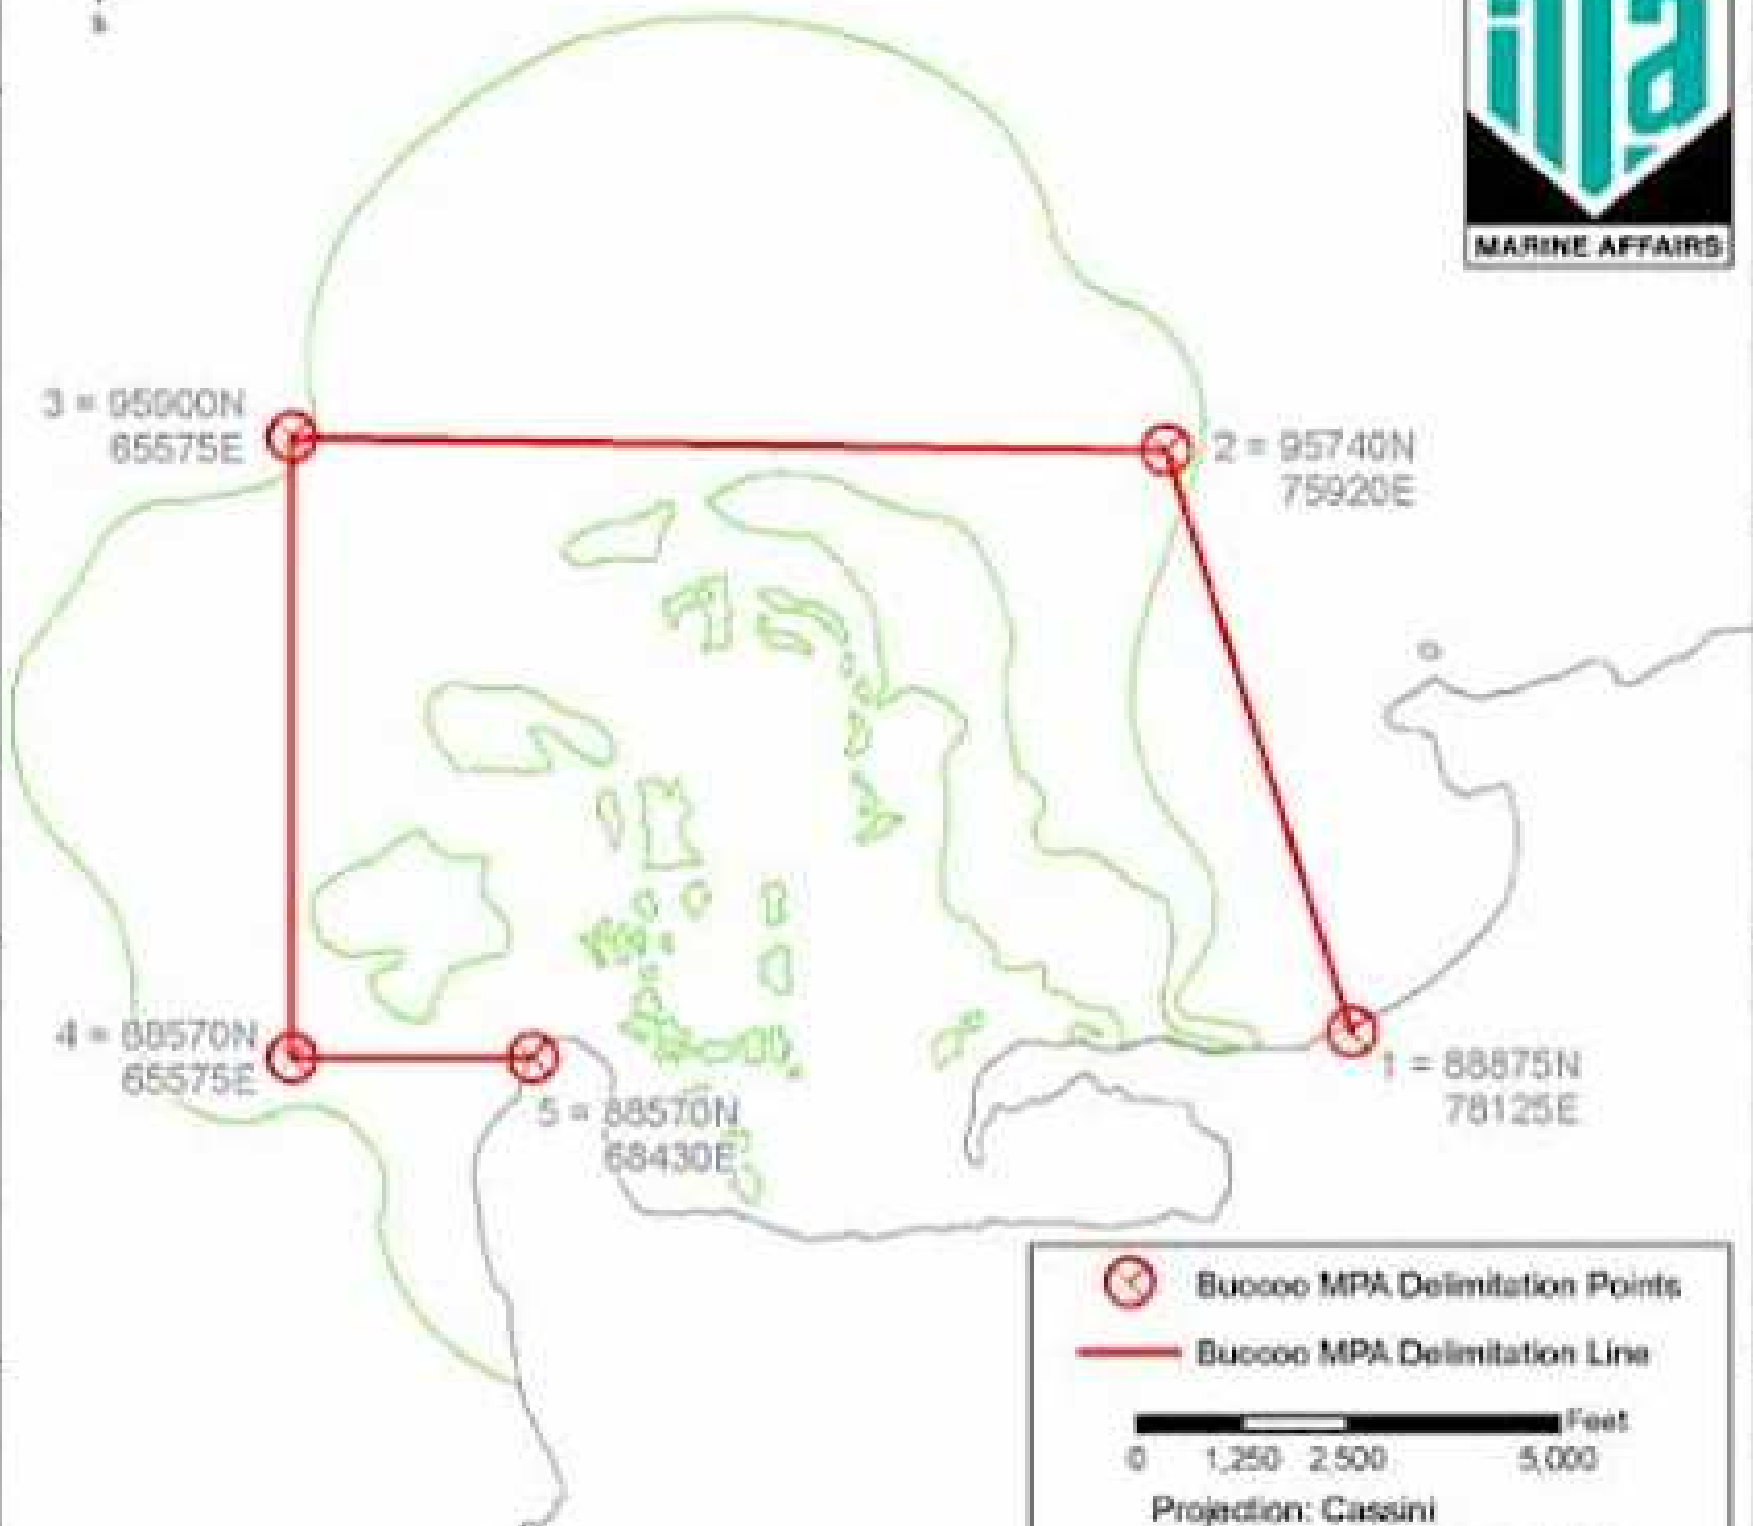 MARINE AFFAIRS
3 = 95900N
65575E
2 = 95740N
75920E
4 = 88570N
65575E
5 = 88570N
68430E
1 = 88875N
78125E
Buccoo MPA Delimitation Points
Buccoo MPA Delimitation Line
Feet
0 1,250 2,500 5,000
Projection: Cassini